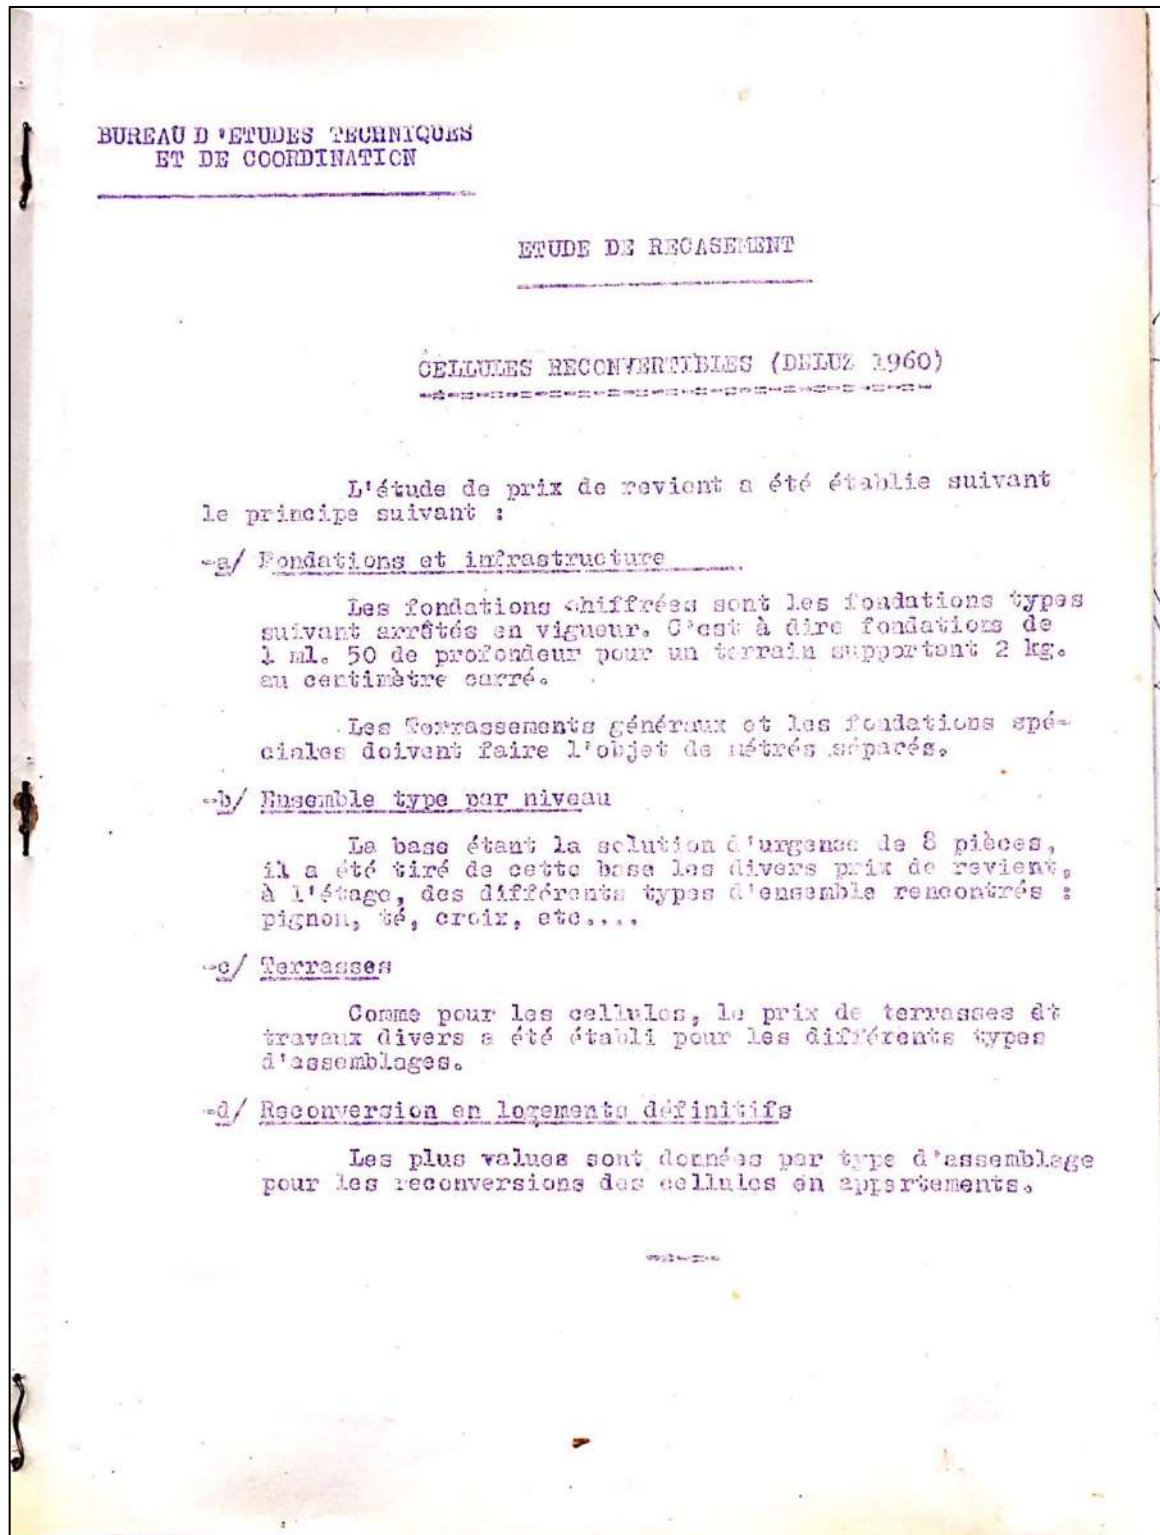 BUREAU D'ETUDES TECHNIQUES
ET DE COORDINATION
ETUDE DE RECASEMENT
CELLULES RECONVERTIBLES (DELUZ 1960)
L'étude de prix de revient a été établie suivant
le principe suivant :
-a/ Fondations et infrastructure
Les fondations chiffrées sont les fondations types
suivant arrêtés en vigueur. C'est à dire fondations de
1 ml. 50 de profondeur pour un terrain supportant 2 kg.
au centimètre carré.
Les Terrassements généraux et les fondations spé-
ciales doivent faire l'objet de métrés séparés.
-b/ Ensemble type par niveau
La base étant la solution d'urgence de 8 pièces,
il a été tiré de cette base les divers prix de revient,
à l'étage, des différents types d'ensemble rencontrés :
pignon, té, croix, etc....
-c/ Terrasses
Comme pour les cellules, le prix de terrasses dt
travaux divers a été établi pour les différents types
d'assemblages.
-d/ Reconversion en logements définitifs
Les plus values sont données par type d'assemblage
pour les reconversions des cellules en appartements.